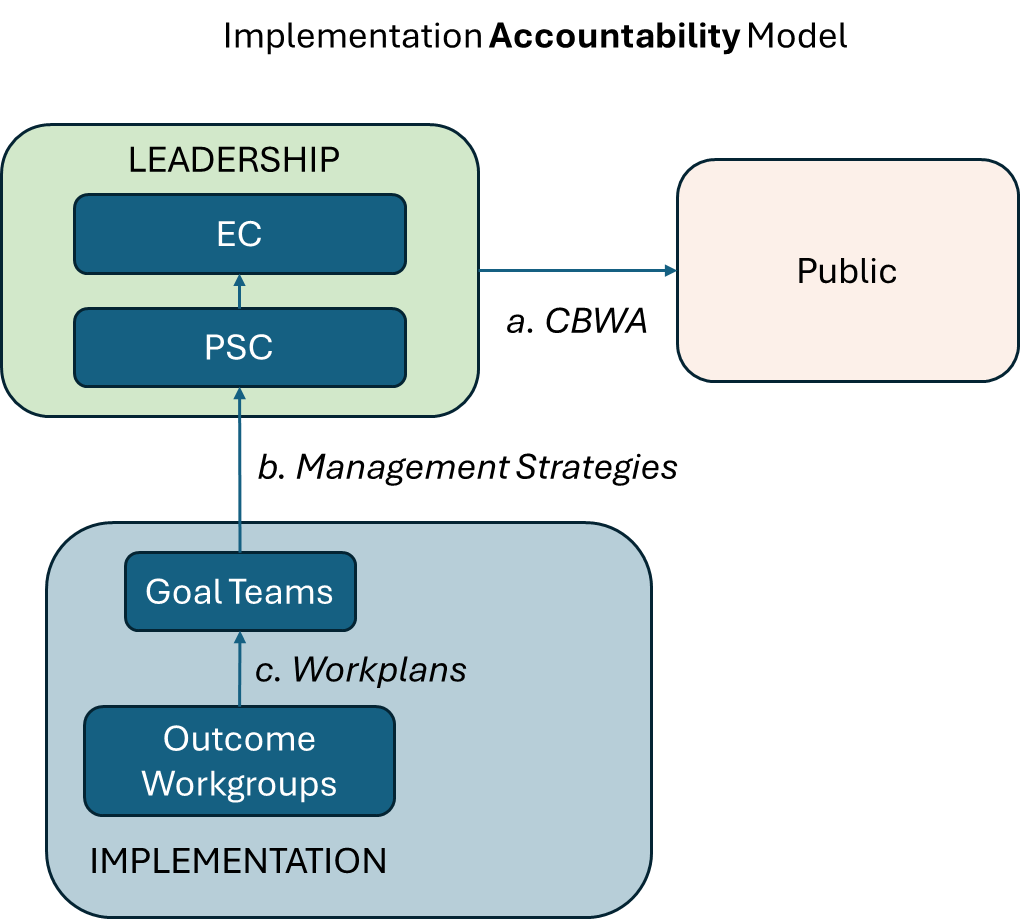 Implementation Accountability Model
LEADERSHIP
EC
PSC
Public
a. CBWA
b. Management Strategies
Goal Teams
c. Workplans
Outcome
Workgroups
IMPLEMENTATION